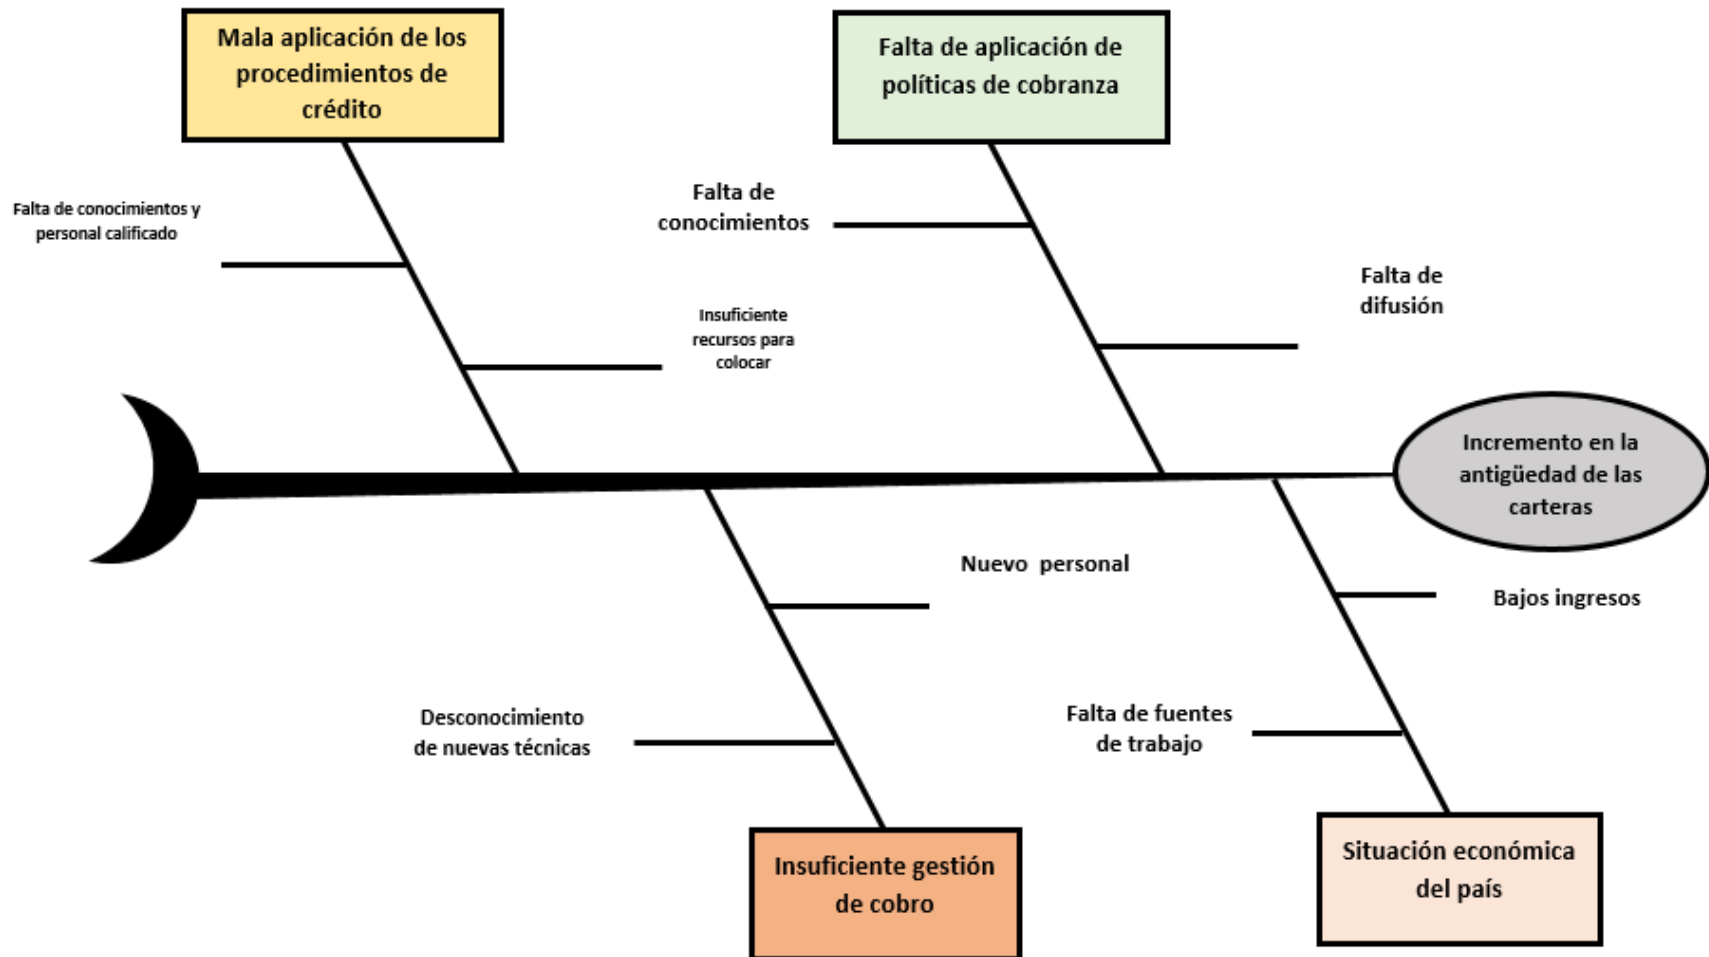 Mala aplicación de los
procedimientos de
crédito
Falta de aplicación de
políticas de cobranza
Falta de conocimientos y
personal calificado
Falta de
conocimientos
Falta de
difusión
Insuficiente
recursos para
colocar
Incremento en la
antigüedad de las
carteras
Nuevo personal
Bajos ingresos
Desconocimiento
de nuevas técnicas
Falta de fuentes
de trabajo
Insuficiente gestión
de cobro
Situación económica
del país